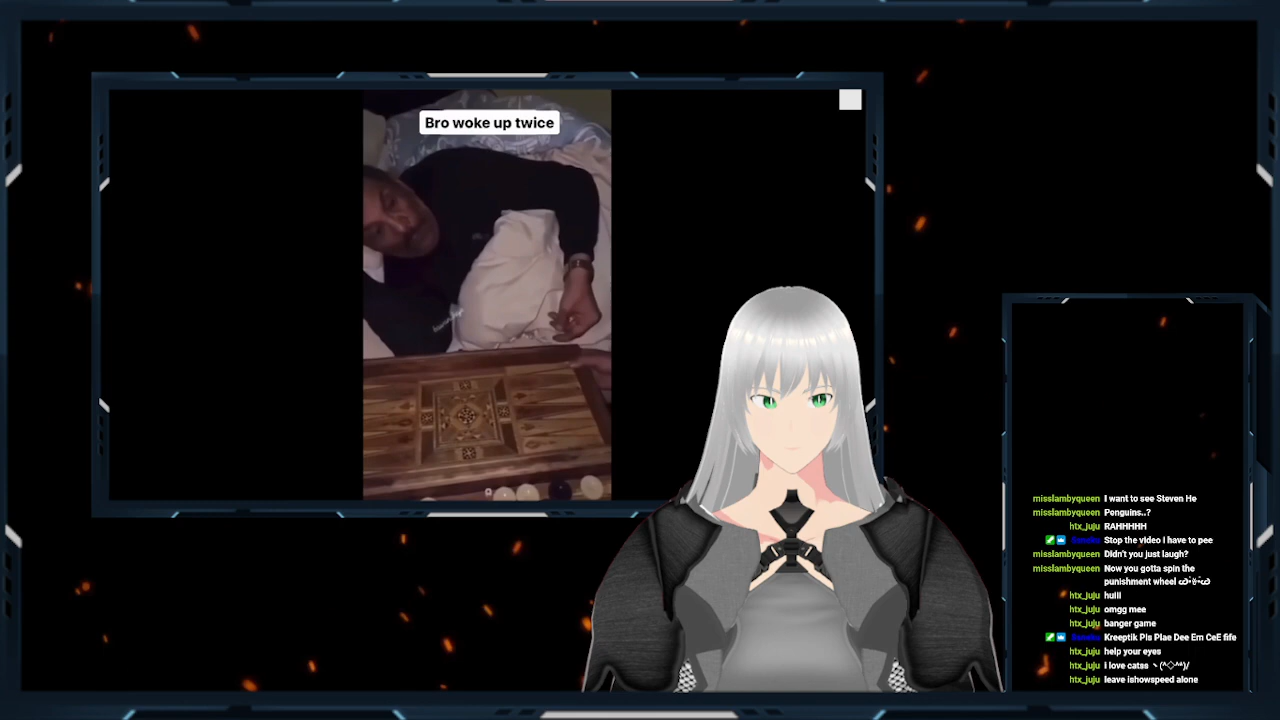 Bro woke up twice
misslambyqueen I want to see Steven He
misslambyqueen Penguins..?
htx_juju RAHHHHH
Stop the video I have to pee
misslambyqueen Didn't you just laugh?
misslambyqueen Now you gotta spin the
punishment wheel
htx_juju huiii
htx_juju omgg mee
htx_juju banger game
Kreeptik Pls Plae Dee Em CeE fife
htx_juju help your eyes
htx_juju i love catss ヽ(^◇^*)/
htx_juju leave ishowspeed alone